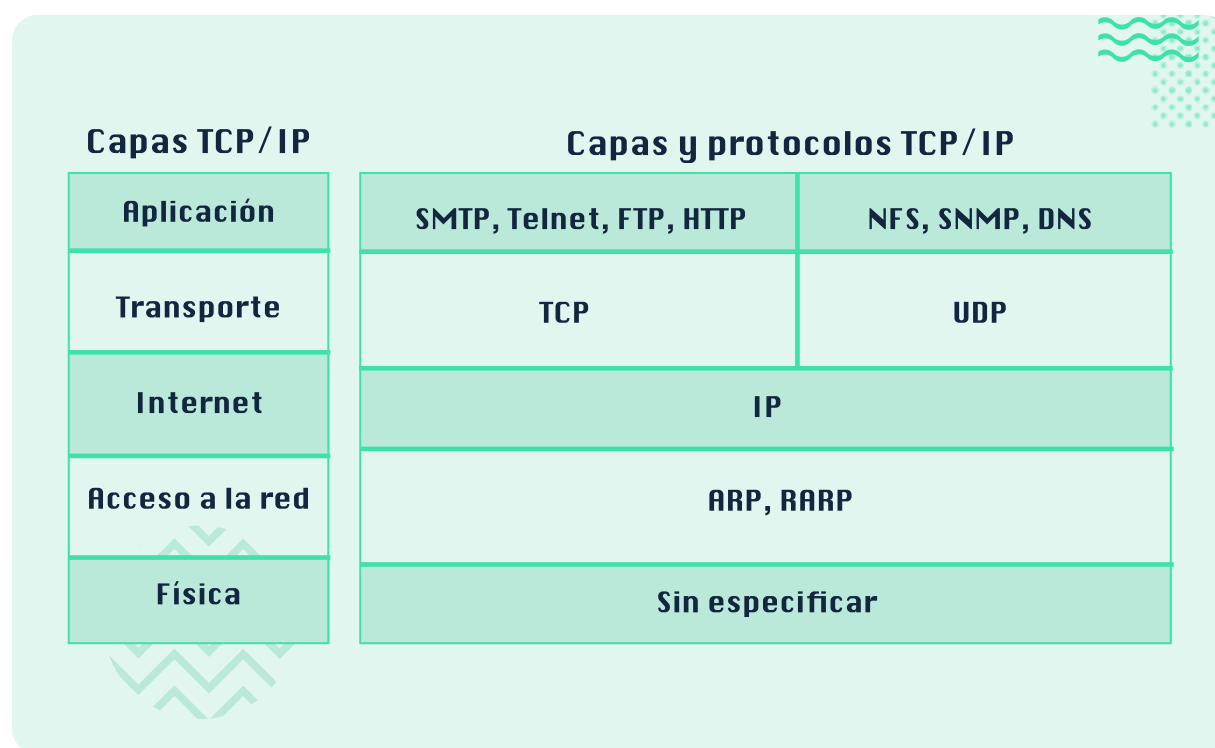 Capas TCP/IP
Capas y protocolos TCP/IP
Aplicación
SMTP, Telnet, FTP, HTTP
NFS, SNMP, DNS
Transporte
TCP
UDP
Internet
IP
Acceso a la red
ARP, RARP
Física
Sin especificar